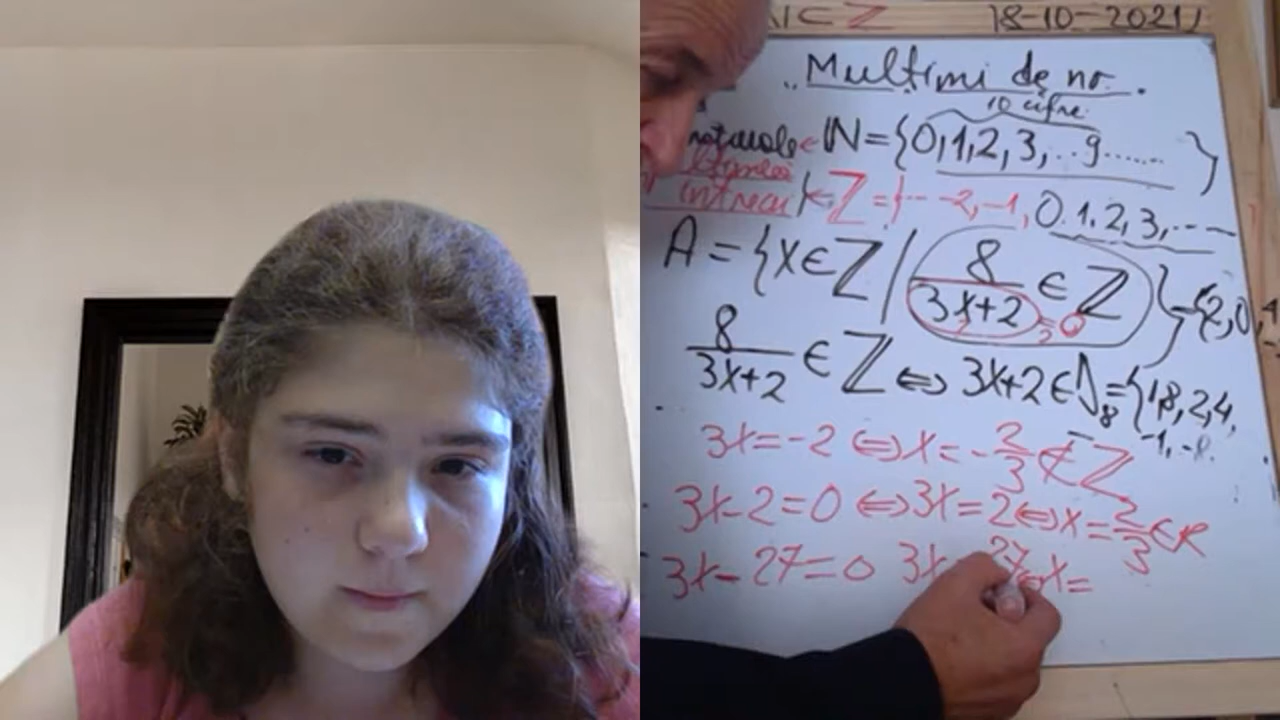 Z 18-10-2021
Multimi de nr.
10 cifre
naturale N={0,1,2,3,..9......}
intregi Z={...-2,-1,0.1.2,3,....
A={x∈Z | 8/(3x+2) ∈ Z}
8/(3x+2) ∈ Z ⇔ 3x+2 ∈ D₈={1,8,2,4,
-1,-8.
3x=-2 ⇔ x=-2/3 ∉ Z
3x-2=0 ⇔ 3x=2 ⇔ x=2/3 ∈ R
3x-27=0 3x 27 x=